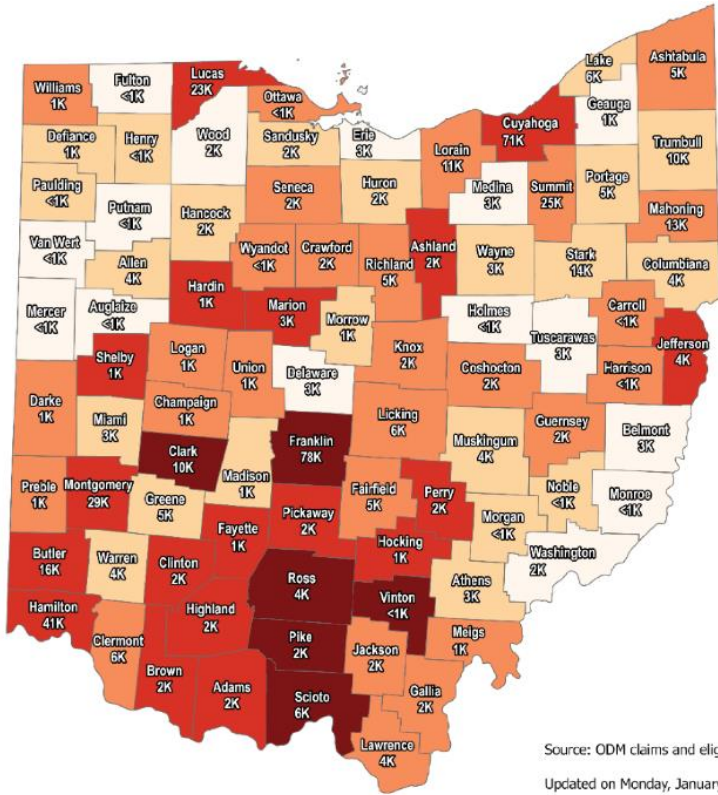 Williams
1K
Fulton
<1K
Lucas
23K
Ottawa
<1K
Lake
6K
Ashtabula
5K
Geauga
1K
Cuyahoga
71K
Defiance
1K
Henry
<1K
Wood
2K
Sandusky
2K
Erie
3K
Lorain
11K
Trumbull
10K
Paulding
<1K
Putnam
<1K
Hancock
2K
Seneca
2K
Huron
2K
Medina
3K
Summit
25K
Portage
5K
Mahoning
13K
Van Wert
<1K
Allen
4K
Wyandot
<1K
Crawford
2K
Richland
5K
Ashland
2K
Wayne
3K
Stark
14K
Columbiana
4K
Mercer
<1K
Auglaize
<1K
Hardin
1K
Marion
3K
Morrow
1K
Holmes
<1K
Tuscarawas
3K
Carroll
<1K
Jefferson
4K
Shelby
1K
Logan
1K
Union
1K
Delaware
3K
Knox
2K
Coshocton
2K
Harrison
<1K
Darke
1K
Miami
3K
Champaign
1K
Clark
10K
Madison
1K
Franklin
78K
Licking
6K
Muskingum
4K
Guernsey
2K
Belmont
3K
Preble
1K
Montgomery
29K
Greene
5K
Fayette
1K
Pickaway
2K
Fairfield
5K
Perry
2K
Morgan
<1K
Noble
<1K
Monroe
<1K
Butler
16K
Warren
4K
Clinton
2K
Ross
4K
Hocking
1K
Athens
3K
Washington
2K
Hamilton
41K
Clermont
6K
Highland
2K
Pike
2K
Vinton
<1K
Jackson
2K
Meigs
1K
Brown
2K
Adams
2K
Scioto
6K
Gallia
2K
Lawrence
4K
Source: ODM claims and elig
Updated on Monday, January